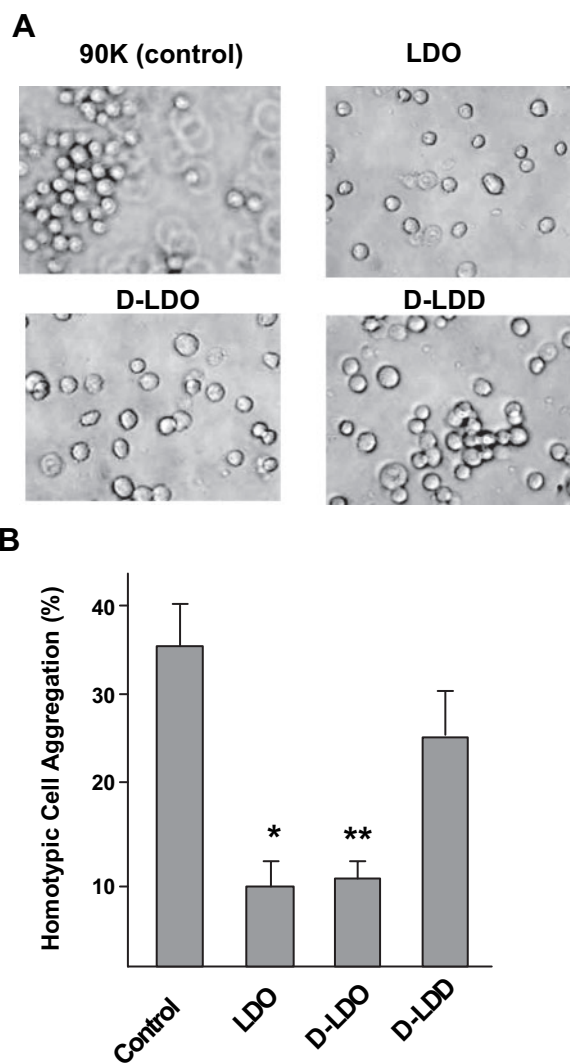 A
90K (control)
LDO
D-LDO
D-LDD
B
Homotypic Cell Aggregation (%)
40
30
20
10
*
**
Control
LDO
D-LDO
D-LDD